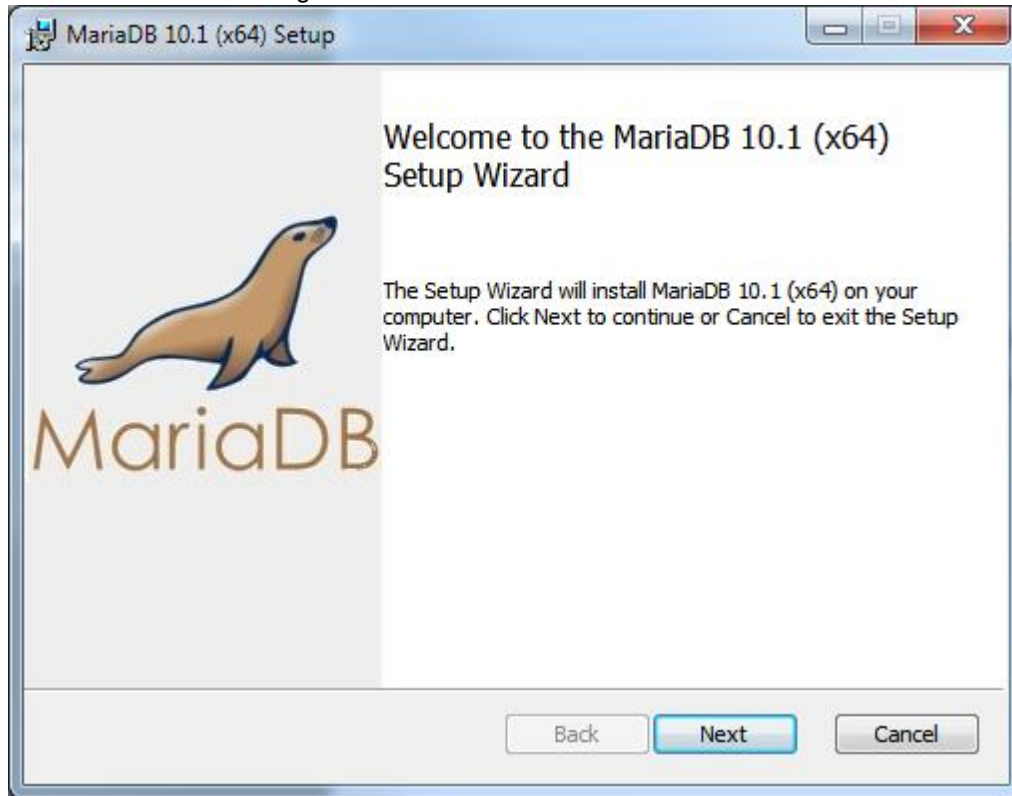 MariaDB 10.1 (x64) Setup
Welcome to the MariaDB 10.1 (x64)
Setup Wizard
The Setup Wizard will install MariaDB 10.1 (x64) on your
computer. Click Next to continue or Cancel to exit the Setup
Wizard.
MariaDB
Back Next Cancel